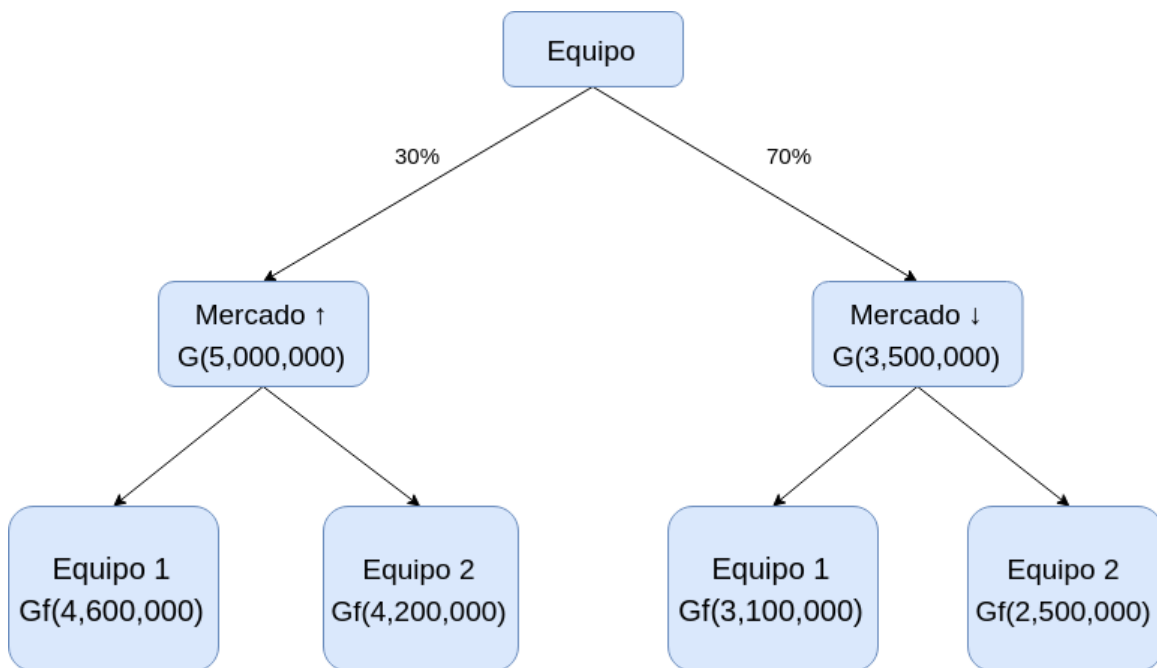 Equipo
30%
70%
Mercado ↑
G(5,000,000)
Mercado ↓
G(3,500,000)
Equipo 1
Gf(4,600,000)
Equipo 2
Gf(4,200,000)
Equipo 1
Gf(3,100,000)
Equipo 2
Gf(2,500,000)